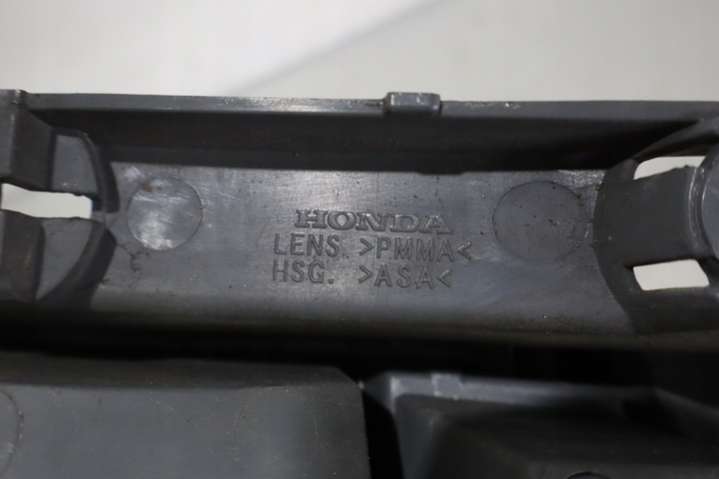 HONDA
LENS. >PMMA<
HSG. >ASA<